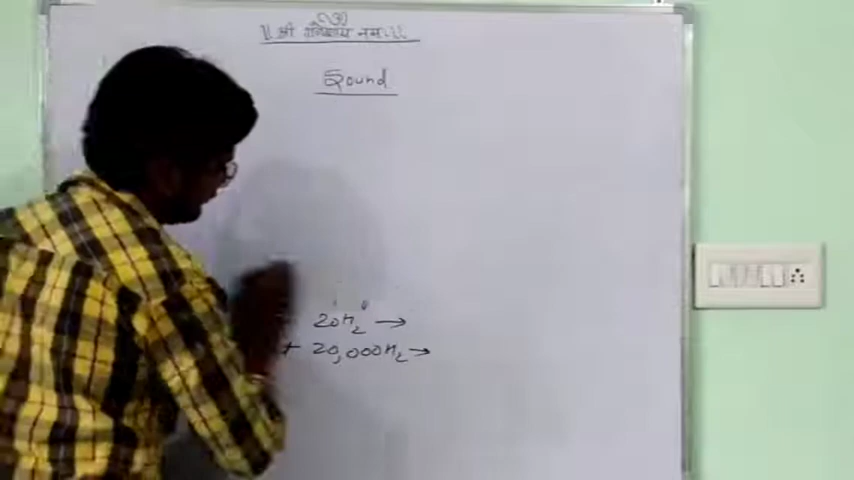 ॥ श्री गणेशाय नमः ॥
Sound
20Hz →
+ 20,000Hz →